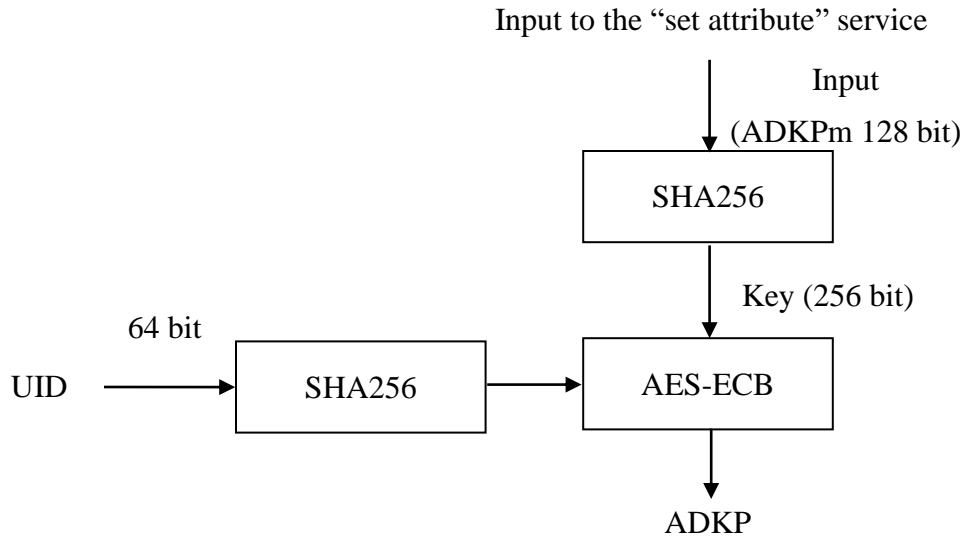 Input to the “set attribute” service
Input
(ADKPm 128 bit)
SHA256
Key (256 bit)
64 bit
UID
SHA256
AES-ECB
ADKP